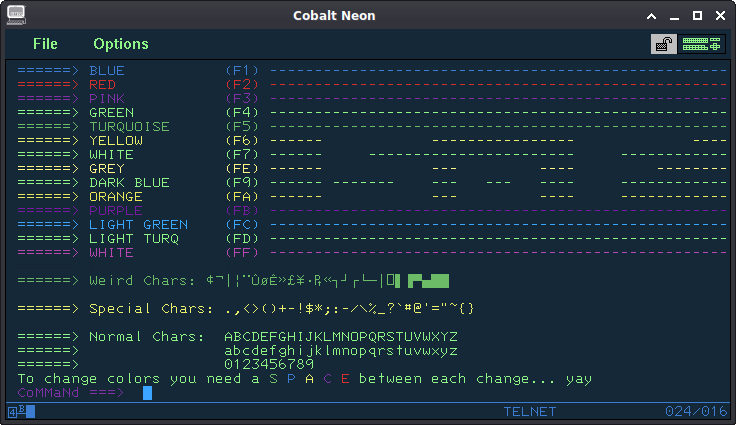 Cobalt Neon
File Options
======> BLUE (F1) ---------------------------------------------------
======> RED (F2) ---------------------------------------------------
======> PINK (F3) ---------------------------------------------------
======> GREEN (F4) ---------------------------------------------------
======> TURQUOISE (F5) ---------------------------------------------------
======> YELLOW (F6) ------            ----------------             ----
======> WHITE (F7) ------     -----------------------     ------------
======> GREY (FE) ------            ---         ---         ---
======> DARK BLUE (F9) ------ -------    ---   ---  ------     ------------
======> ORANGE (FA) ------            ----------------             ----
======> PURPLE (FB) ---------------------------------------------------
======> LIGHT GREEN (FC) ---------------------------------------------------
======> LIGHT TURQ (FD) ---------------------------------------------------
======> WHITE (FF) ---------------------------------------------------
======> Weird Chars: ¢¬|¦¨ÛøÊ»£¥·₧«┐┘┌└─│
======> Special Chars: .,<>()+-!$*;:-/\%_?`#@'="~{}
======> Normal Chars: ABCDEFGHIJKLMNOPQRSTUVWXYZ
======> abcdefghijklmnopqrstuvwxyz
======> 0123456789
To change colors you need a S P A C E between each change... yay
CoMMaNd ===>
4 B TELNET 024/016